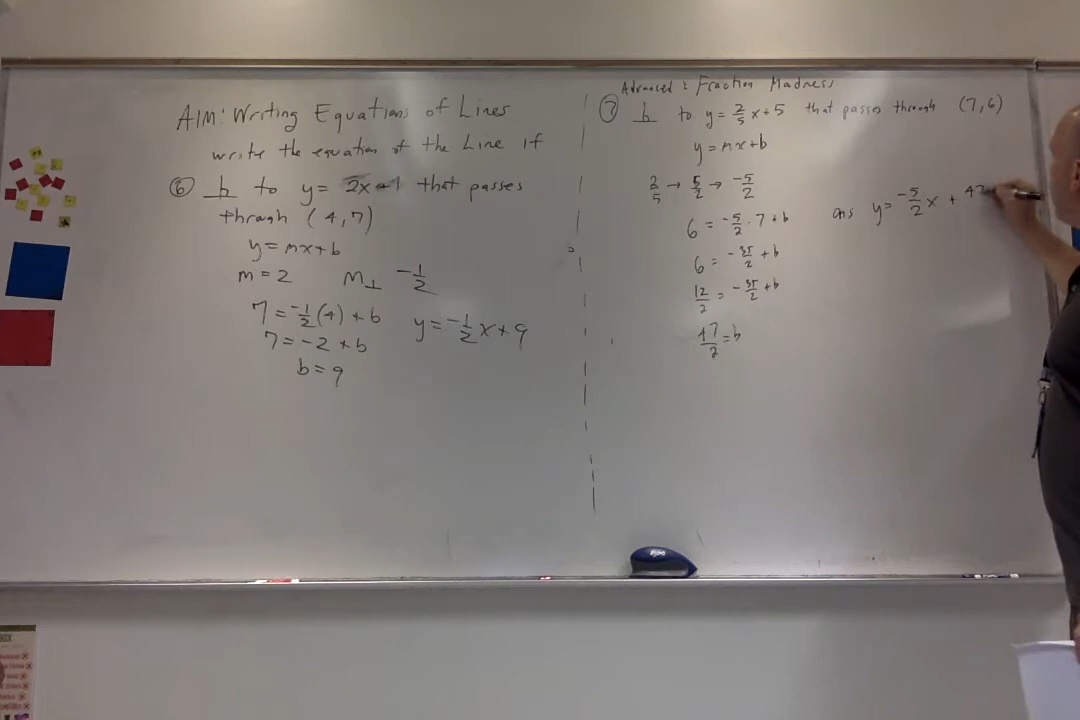 AIM: Writing Equations of Lines
write the equation of the Line if
⑥ b to y = 2x - 1 that passes
through (4,7)
y = mx+b
m = 2 M⊥ -1/2
7 = -1/2(4) + b
7 = -2 + b
b = 9
y = -1/2x + 9
Advanced : Fraction Madness
⑦ b to y = 2/5 x + 5 that passes through (7,6)
y = mx+b
2/5 → 5/2 → -5/2
6 = -5/2 · 7 + b
6 = -35/2 + b
12/2 = -35/2 + b
47/2 = b
ans y = -5/2 x + 47
EXPO